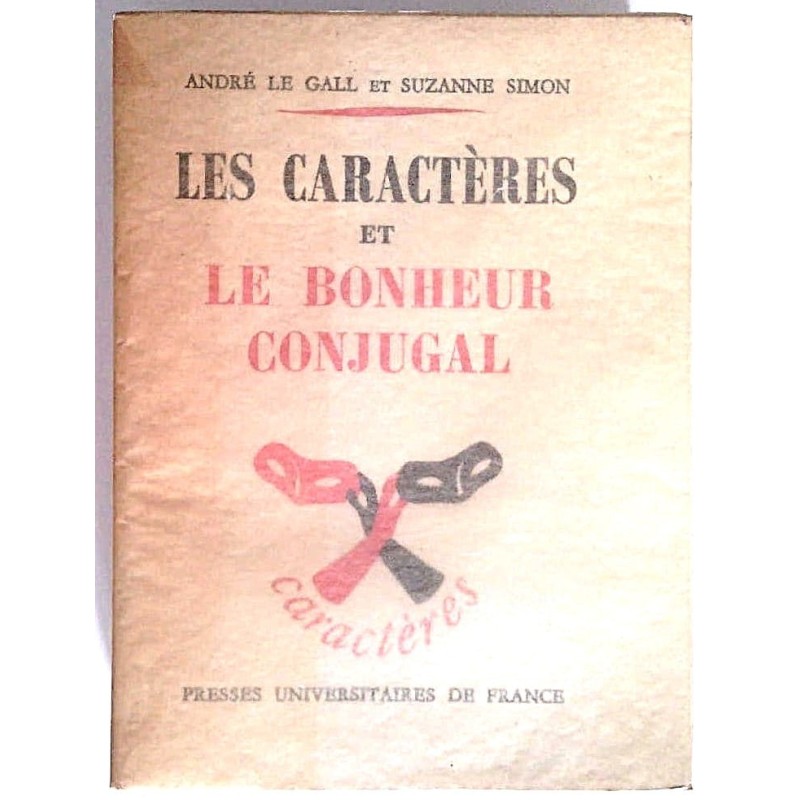 ANDRÉ LE GALL ET SUZANNE SIMON
LES CARACTÈRES
ET
LE BONHEUR
CONJUGAL
caractères
PRESSES UNIVERSITAIRES DE FRANCE